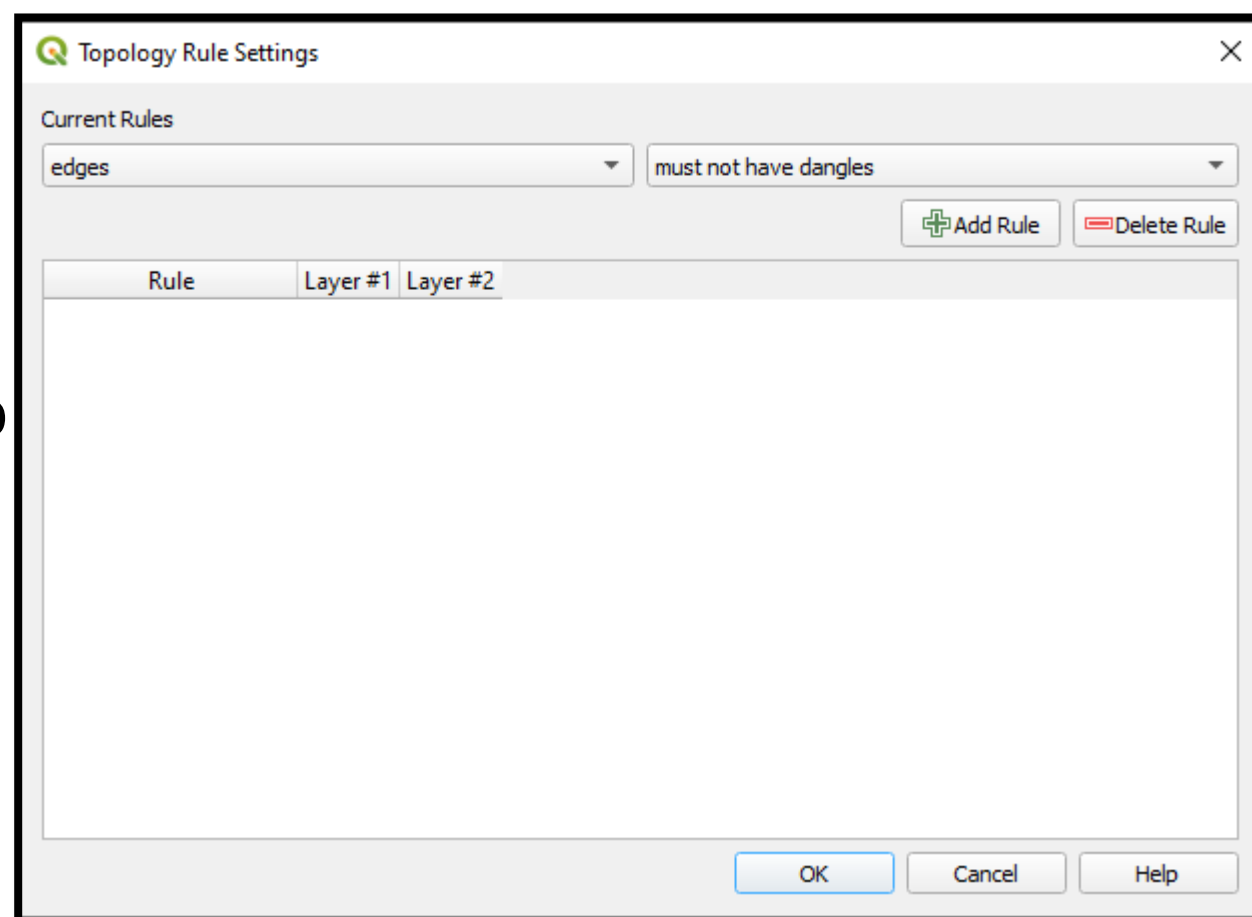 Topology Rule Settings
Current Rules
edges must not have dangles
Add Rule Delete Rule
Rule Layer #1 Layer #2
OK Cancel Help